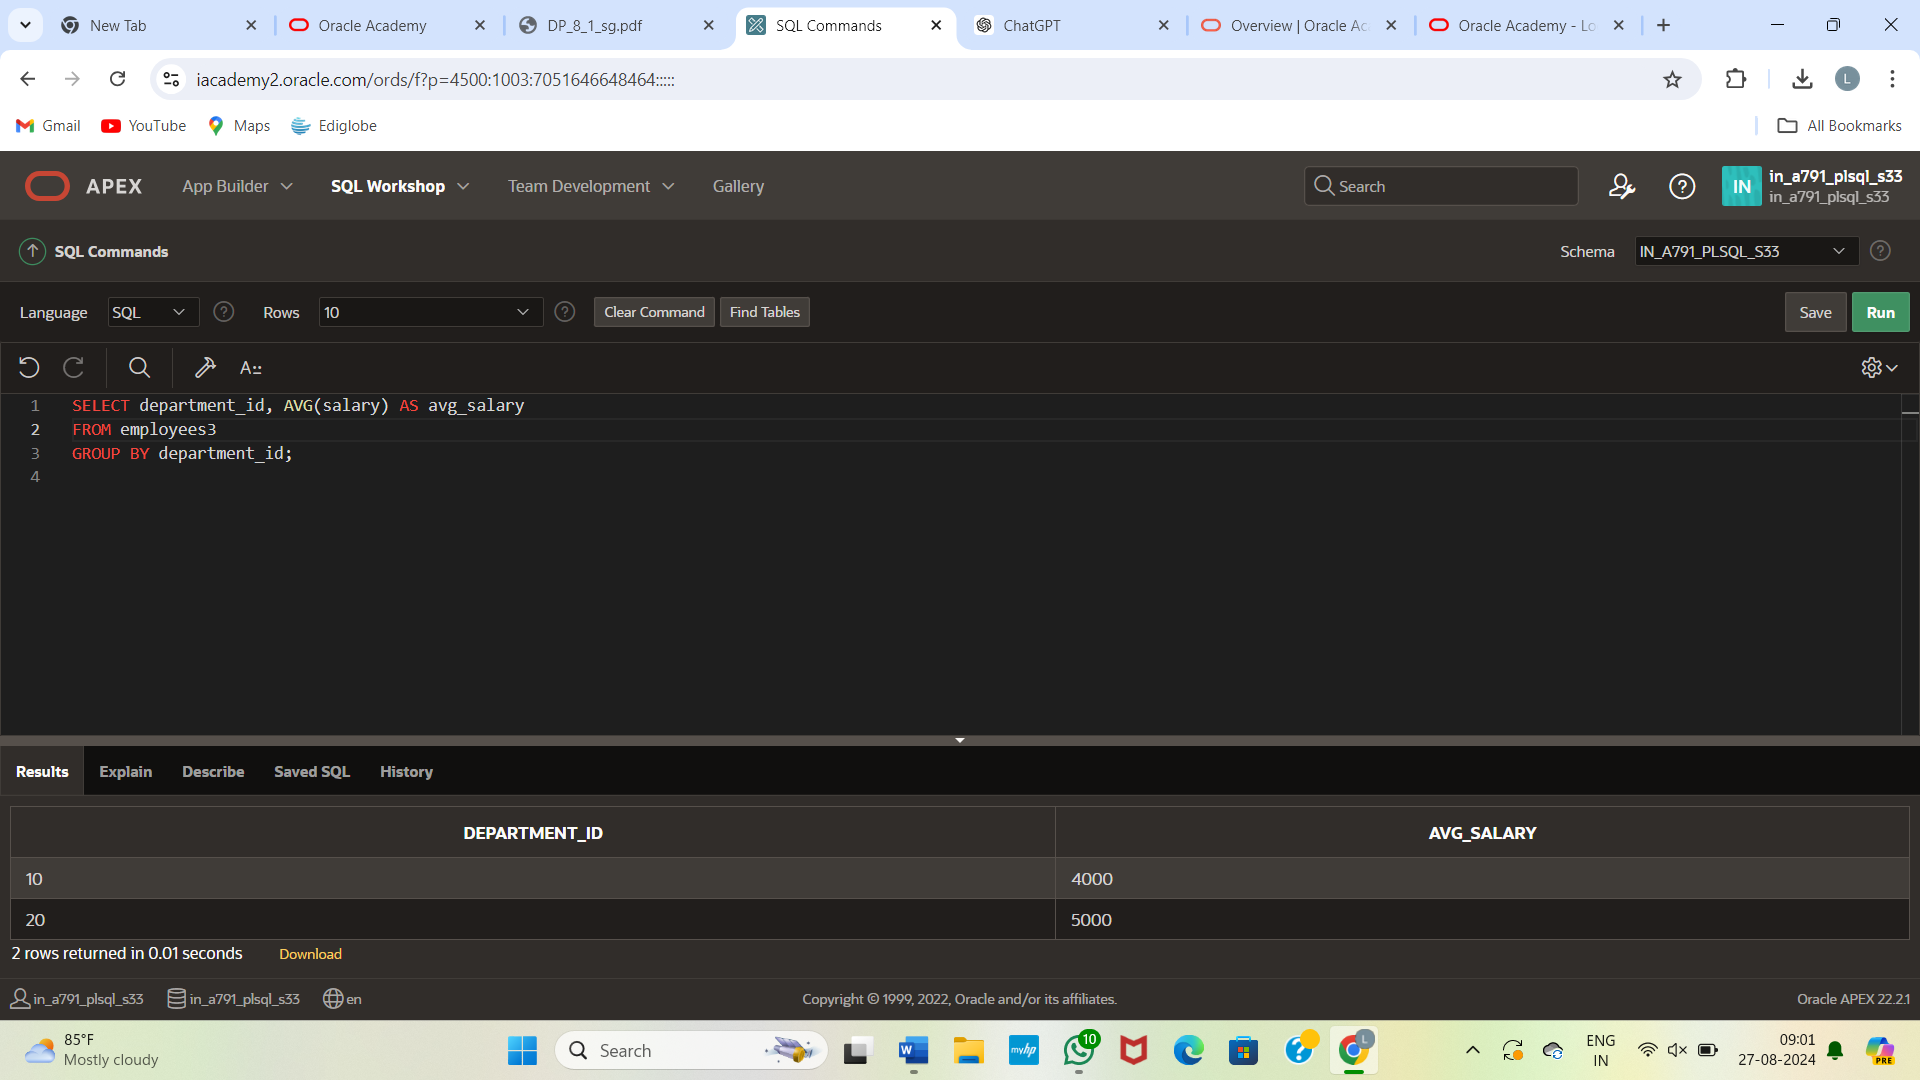 New Tab
Oracle Academy
DP_8_1_sg.pdf
SQL Commands
ChatGPT
Overview | Oracle Ac
Oracle Academy - Lo
iacademy2.oracle.com/ords/f?p=4500:1003:7051646648464:::::
L
Gmail
YouTube
Maps
Ediglobe
All Bookmarks
APEX
App Builder
SQL Workshop
Team Development
Gallery
Search
IN
in_a791_plsql_s33
in_a791_plsql_s33
SQL Commands
Schema
IN_A791_PLSQL_S33
Language
SQL
Rows
10
Clear Command
Find Tables
Save
Run
A::
1 SELECT department_id, AVG(salary) AS avg_salary
2 FROM employees3
3 GROUP BY department_id;
4
Results
Explain
Describe
Saved SQL
History
DEPARTMENT_ID AVG_SALARY
10 4000
20 5000
2 rows returned in 0.01 seconds
Download
in_a791_plsql_s33
in_a791_plsql_s33
en
Copyright © 1999, 2022, Oracle and/or its affiliates.
Oracle APEX 22.2.1
85°F
Mostly cloudy
Search
W
myhp
10
L
ENG
IN
09:01
27-08-2024
PRE